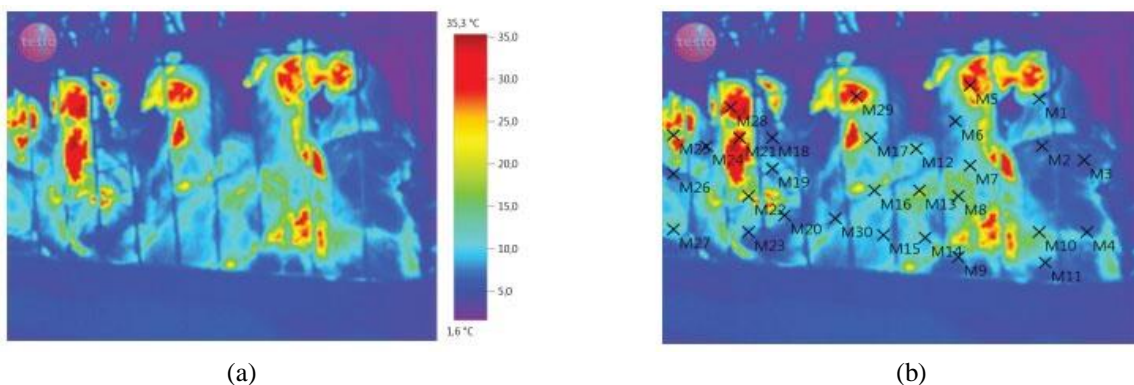 testo
35,3 °C
35,0
30,0
25,0
20,0
15,0
10,0
5,0
1,6 °C
(a)
testo
M5
M1
M28
M29
M6
M25
M24
M21
M18
M17
M12
M2
M3
M26
M19
M7
M22
M20
M16
M13
M8
M27
M23
M30
M15
M14
M10
M4
M9
M11
(b)